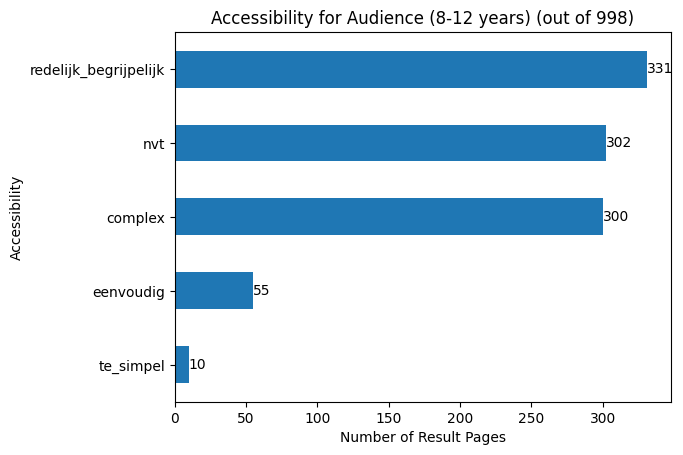 Accessibility for Audience (8-12 years) (out of 998)
Accessibility
redelijk_begrijpelijk 331
nvt 302
complex 300
eenvoudig 55
te_simpel 10
0 50 100 150 200 250 300
Number of Result Pages